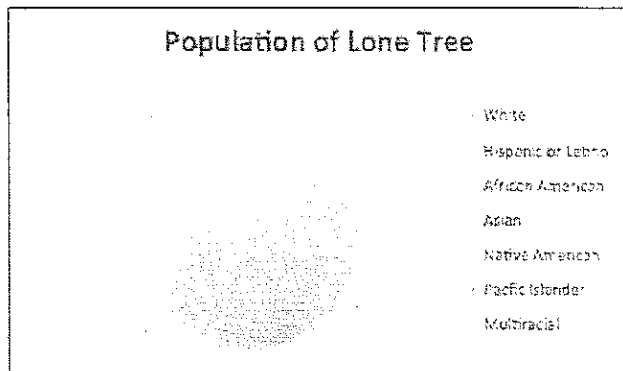 Population of Lone Tree
White
Hispanic or Latino
African American
Asian
Native American
Pacific Islander
Multiracial